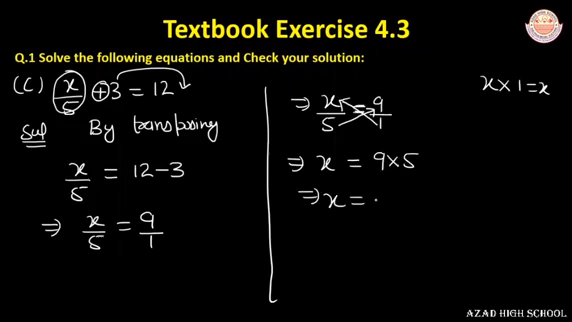 Textbook Exercise 4.3
Q.1 Solve the following equations and Check your solution:
(C) x/5 + 3 = 12
Sol By transposing
x/5 = 12 - 3
⇒ x/5 = 9/1
⇒ x/5 = 9/1
⇒ x = 9 × 5
⇒ x =
x × 1 = x
AZAD HIGH SCHOOL